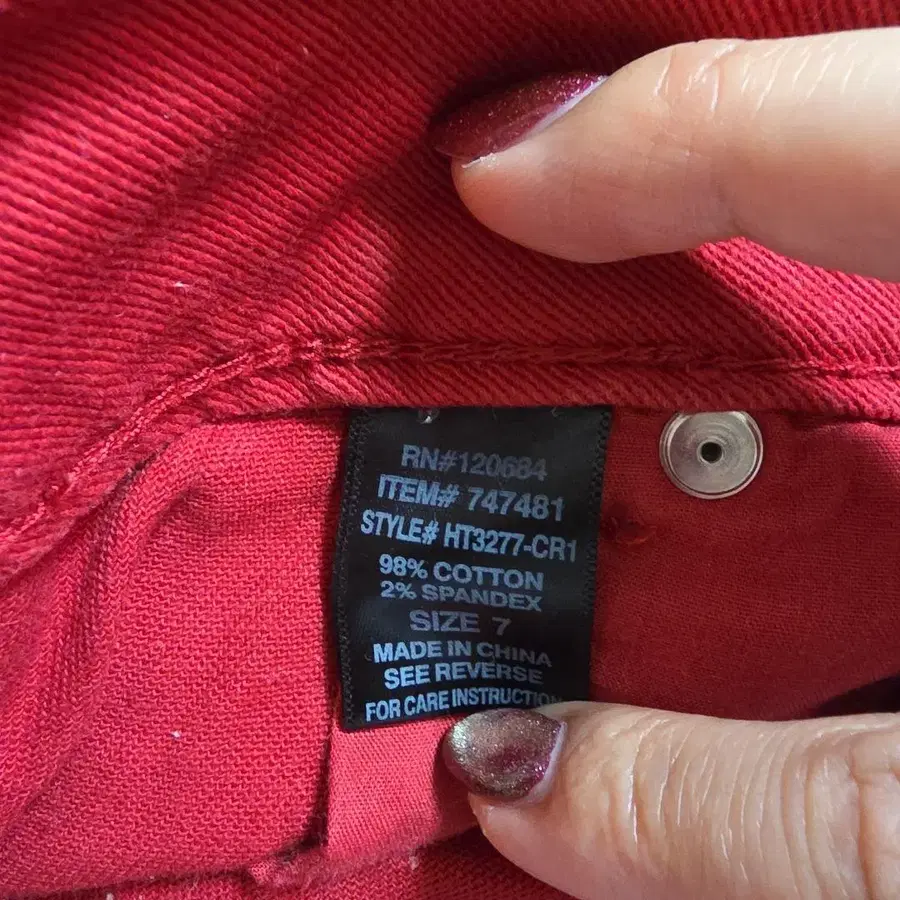 RN#120684
ITEM# 747481
STYLE# HT3277-CR1
98% COTTON
2% SPANDEX
SIZE 7
MADE IN CHINA
SEE REVERSE
FOR CARE INSTRUCTIO